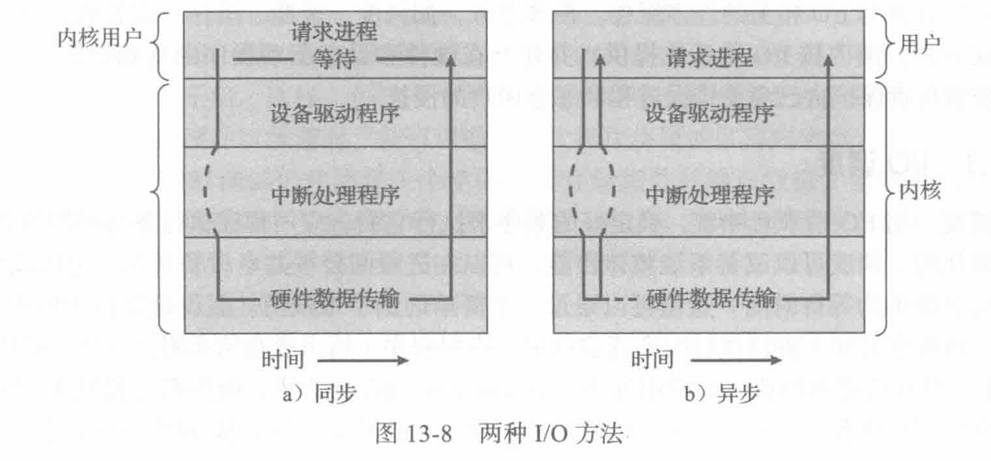 内核用户
请求进程
等待
设备驱动程序
中断处理程序
硬件数据传输
时间
a）同步
请求进程
设备驱动程序
中断处理程序
硬件数据传输
用户
内核
时间
b）异步
图 13-8 两种 I/O 方法